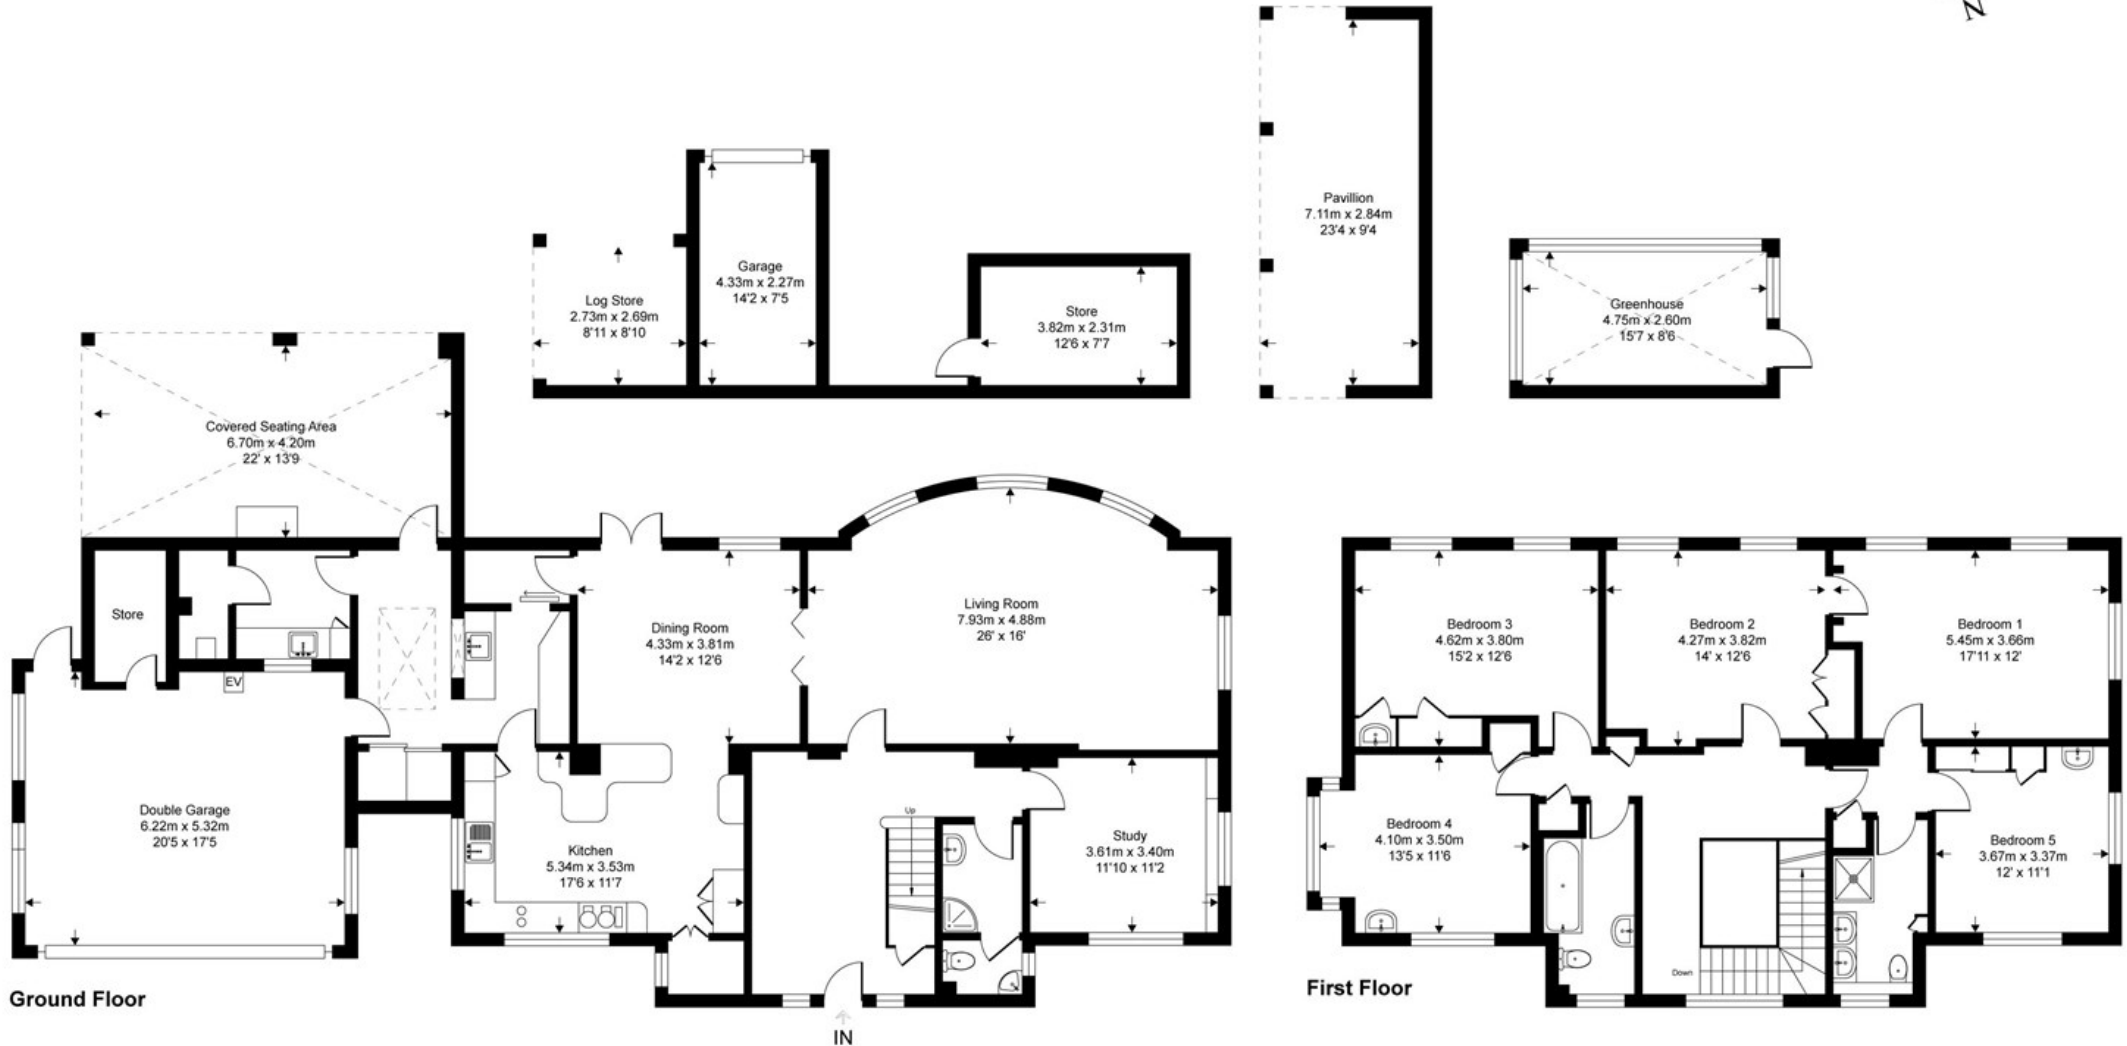 N
Pavillion
7.11m x 2.84m
23'4 x 9'4
Garage
4.33m x 2.27m
14'2 x 7'5
Log Store
2.73m x 2.69m
8'11 x 8'10
Store
3.82m x 2.31m
12'6 x 7'7
Greenhouse
4.75m x 2.60m
15'7 x 8'6
Covered Seating Area
6.70m x 4.20m
22' x 13'9
Store
EV
Dining Room
4.33m x 3.81m
14'2 x 12'6
Living Room
7.93m x 4.88m
26' x 16'
Double Garage
6.22m x 5.32m
20'5 x 17'5
Kitchen
5.34m x 3.53m
17'6 x 11'7
Up
Study
3.61m x 3.40m
11'10 x 11'2
IN
Ground Floor
Bedroom 3
4.62m x 3.80m
15'2 x 12'6
Bedroom 2
4.27m x 3.82m
14' x 12'6
Bedroom 1
5.45m x 3.66m
17'11 x 12'
Bedroom 4
4.10m x 3.50m
13'5 x 11'6
Bedroom 5
3.67m x 3.37m
12' x 11'1
Down
First Floor